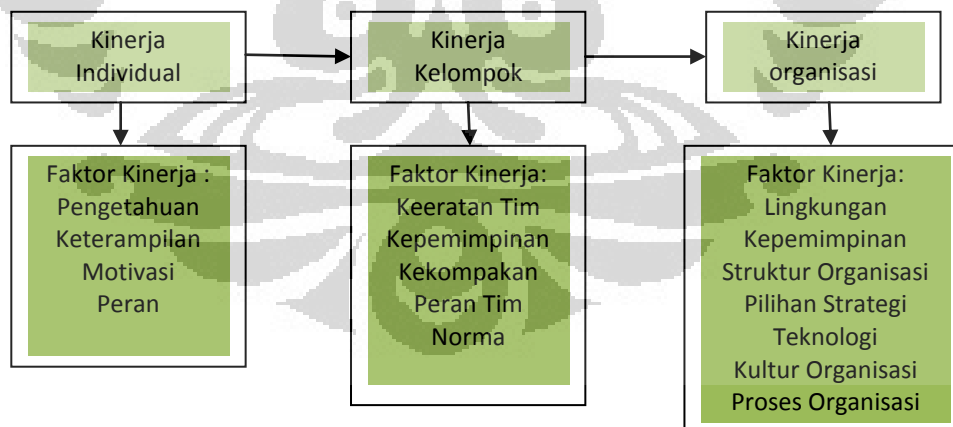 Kinerja
Individual
Kinerja
Kelompok
Kinerja
organisasi
Faktor Kinerja :
Pengetahuan
Keterampilan
Motivasi
Peran
Faktor Kinerja:
Keeratan Tim
Kepemimpinan
Kekompakan
Peran Tim
Norma
Faktor Kinerja:
Lingkungan
Kepemimpinan
Struktur Organisasi
Pilihan Strategi
Teknologi
Kultur Organisasi
Proses Organisasi